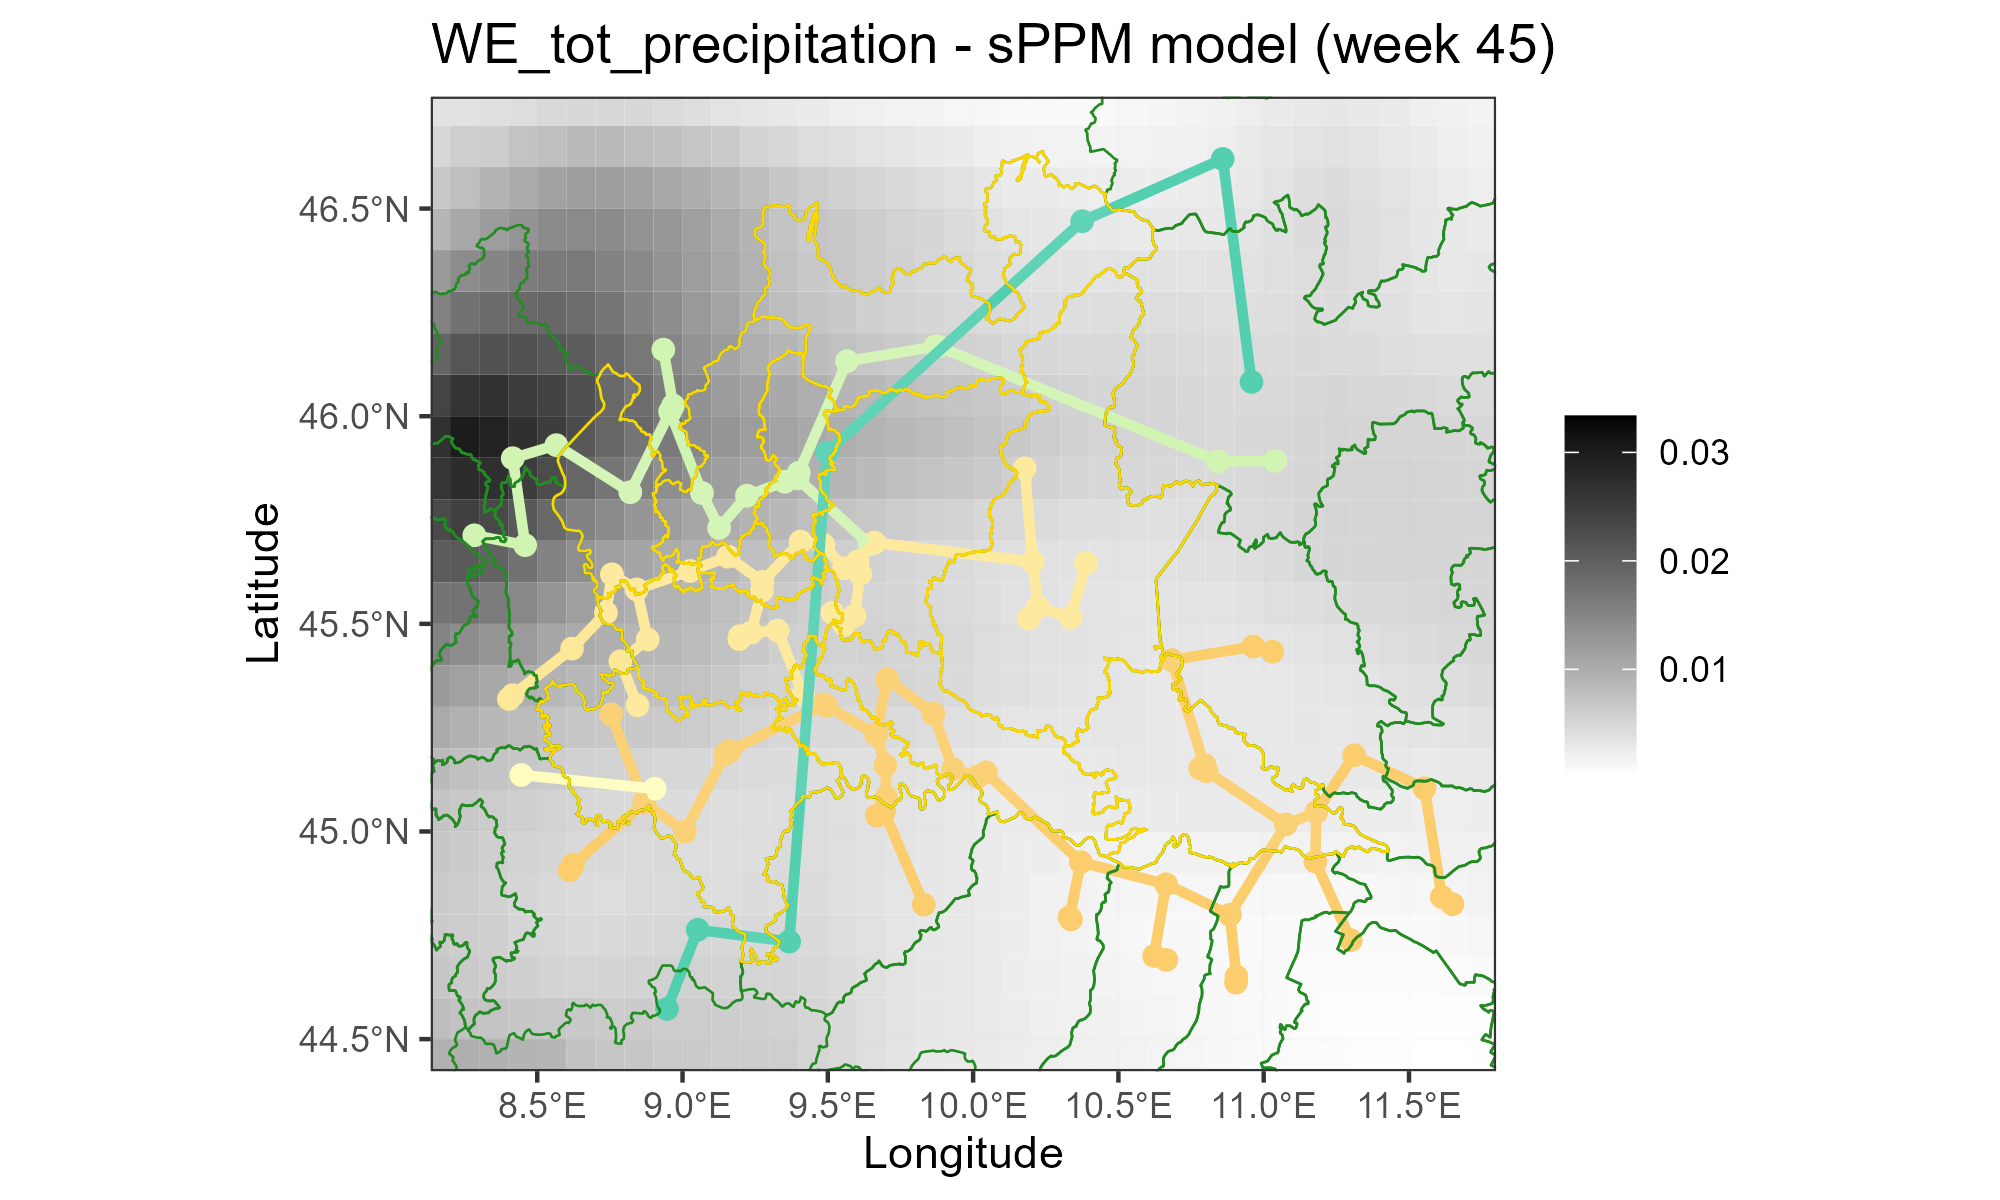 WE_tot_precipitation - sPPM model (week 45)
46.5°N
46.0°N
45.5°N
45.0°N
44.5°N
Latitude
8.5°E
9.0°E
9.5°E
10.0°E
10.5°E
11.0°E
11.5°E
Longitude
0.03
0.02
0.01